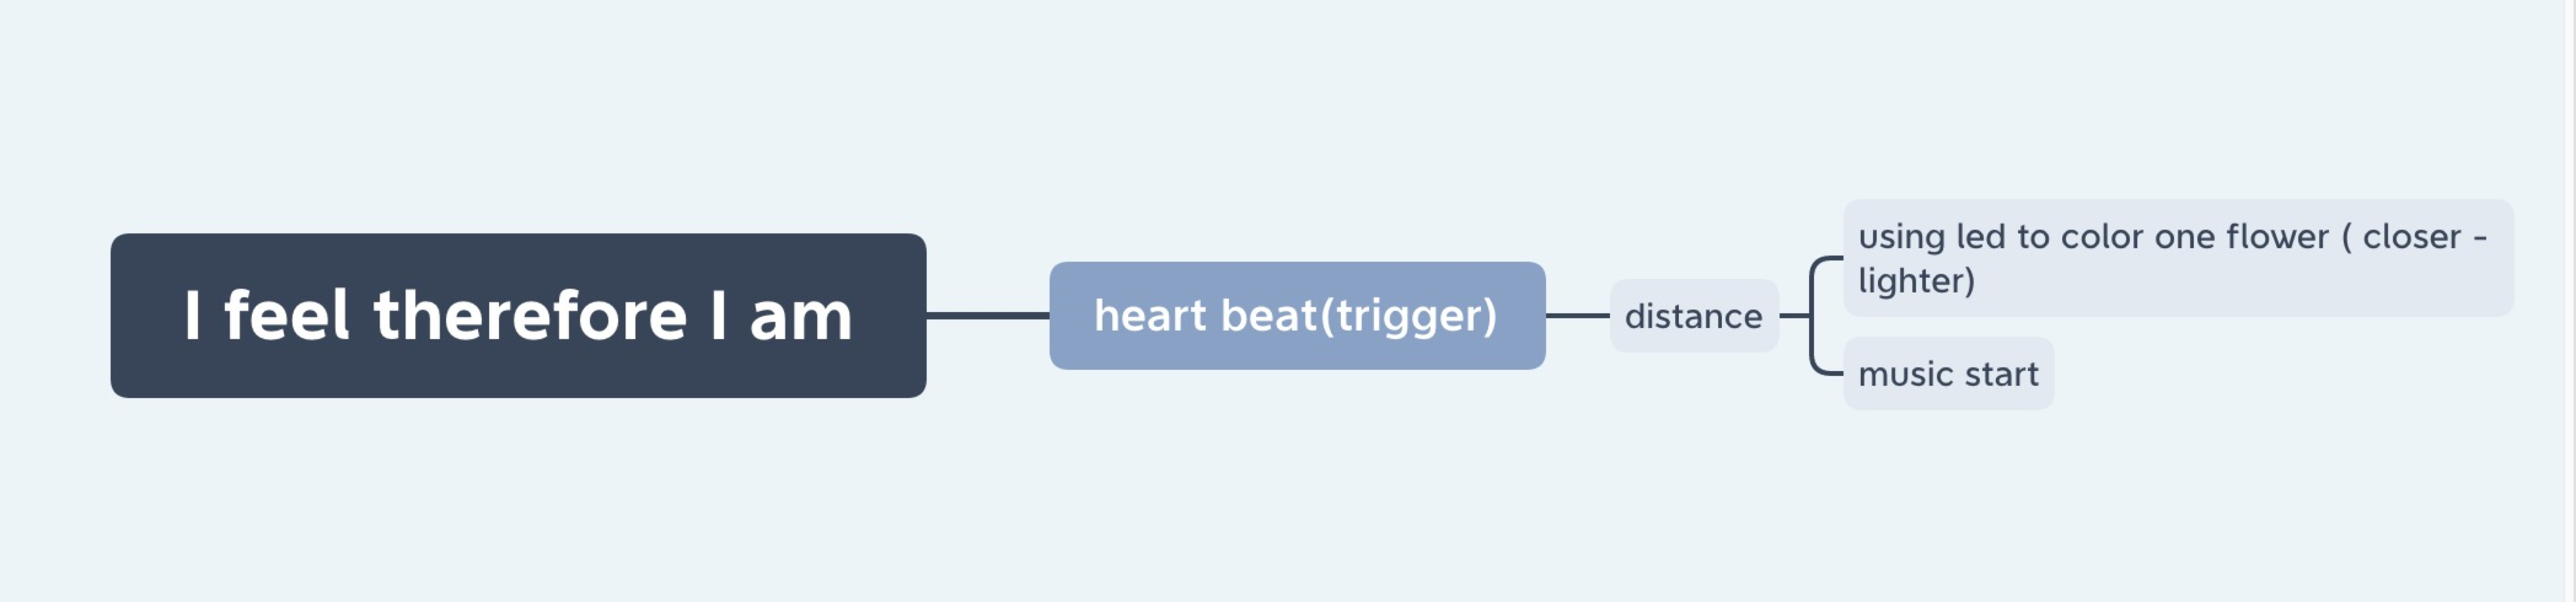 I feel therefore I am
heart beat(trigger)
distance
using led to color one flower ( closer -
lighter)
music start